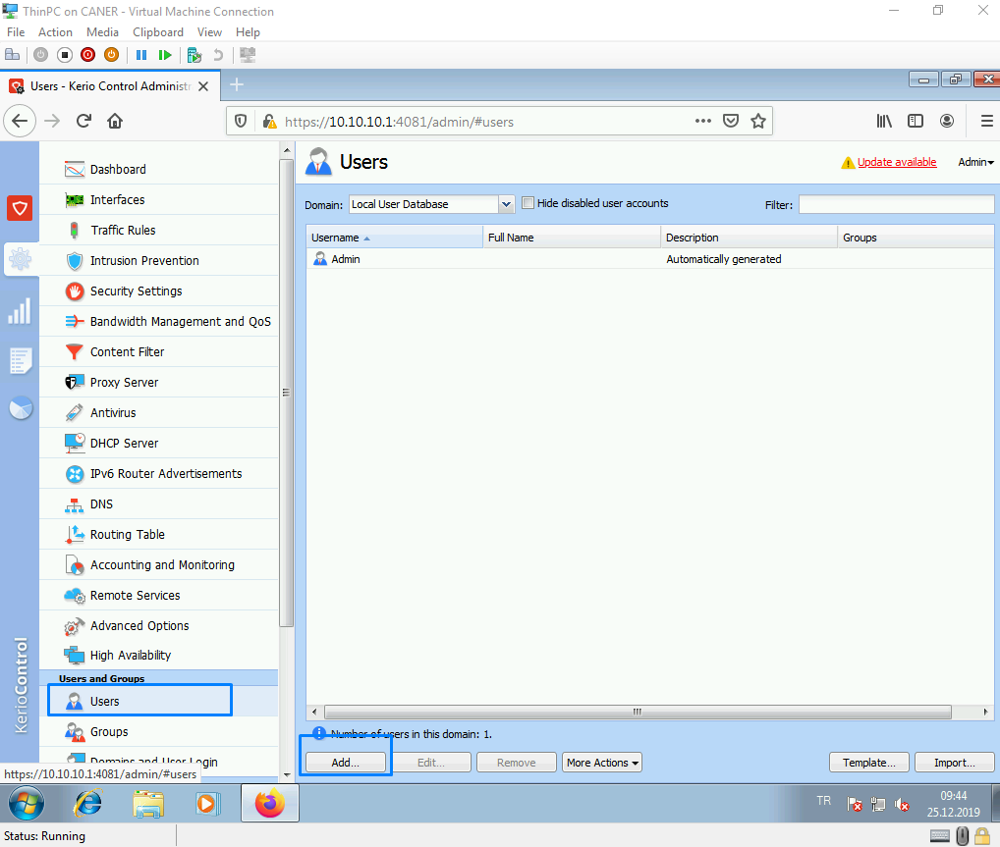 ThinPC on CANER - Virtual Machine Connection
File Action Media Clipboard View Help
Users - Kerio Control Administr
https://10.10.10.1:4081/admin/#users
Dashboard
Interfaces
Traffic Rules
Intrusion Prevention
Security Settings
Bandwidth Management and QoS
Content Filter
Proxy Server
Antivirus
DHCP Server
IPv6 Router Advertisements
DNS
Routing Table
Accounting and Monitoring
Remote Services
Advanced Options
High Availability
Users and Groups
Users
Groups
Domains and User Login
KerioControl
https://10.10.10.1:4081/admin/#users
Users
Update available
Admin
Domain: Local User Database
Hide disabled user accounts
Filter:
Username Full Name Description Groups
Admin Automatically generated
Number of users in this domain: 1.
Add... Edit... Remove More Actions Template... Import...
TR
09:44
25.12.2019
Status: Running